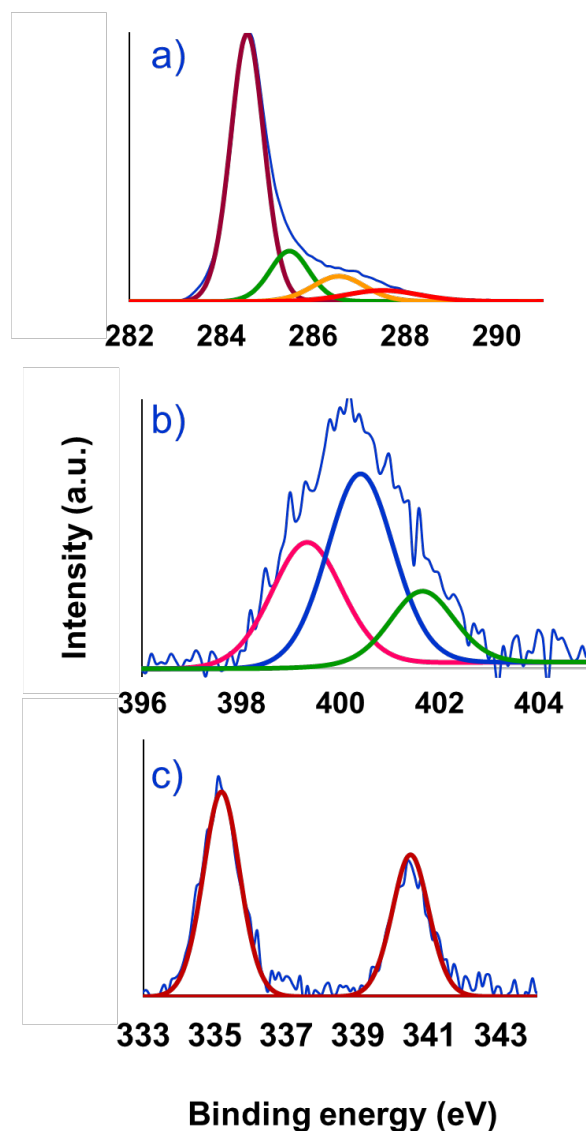 a)
282 284 286 288 290
Intensity (a.u.)
b)
396 398 400 402 404
c)
333 335 337 339 341 343
Binding energy (eV)